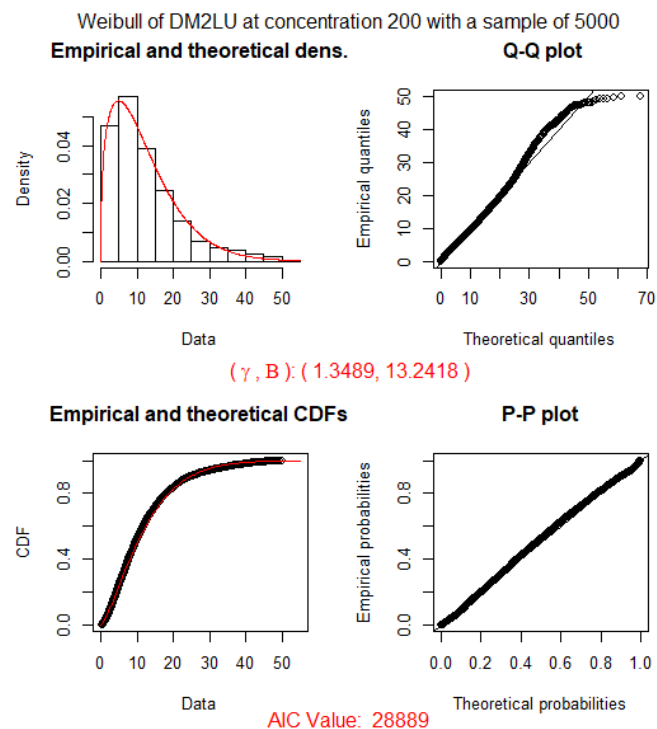 Weibull of DM2LU at concentration 200 with a sample of 5000
Empirical and theoretical dens.
Density
0.00 0.02 0.04
0 10 20 30 40 50
Data
Q-Q plot
Empirical quantiles
0 10 20 30 40 50
0 10 30 50 70
Theoretical quantiles
( γ , B ): ( 1.3489, 13.2418 )
Empirical and theoretical CDFs
CDF
0.0 0.4 0.8
0 10 20 30 40 50
Data
P-P plot
Empirical probabilities
0.0 0.4 0.8
0.0 0.2 0.4 0.6 0.8 1.0
Theoretical probabilities
AIC Value: 28889